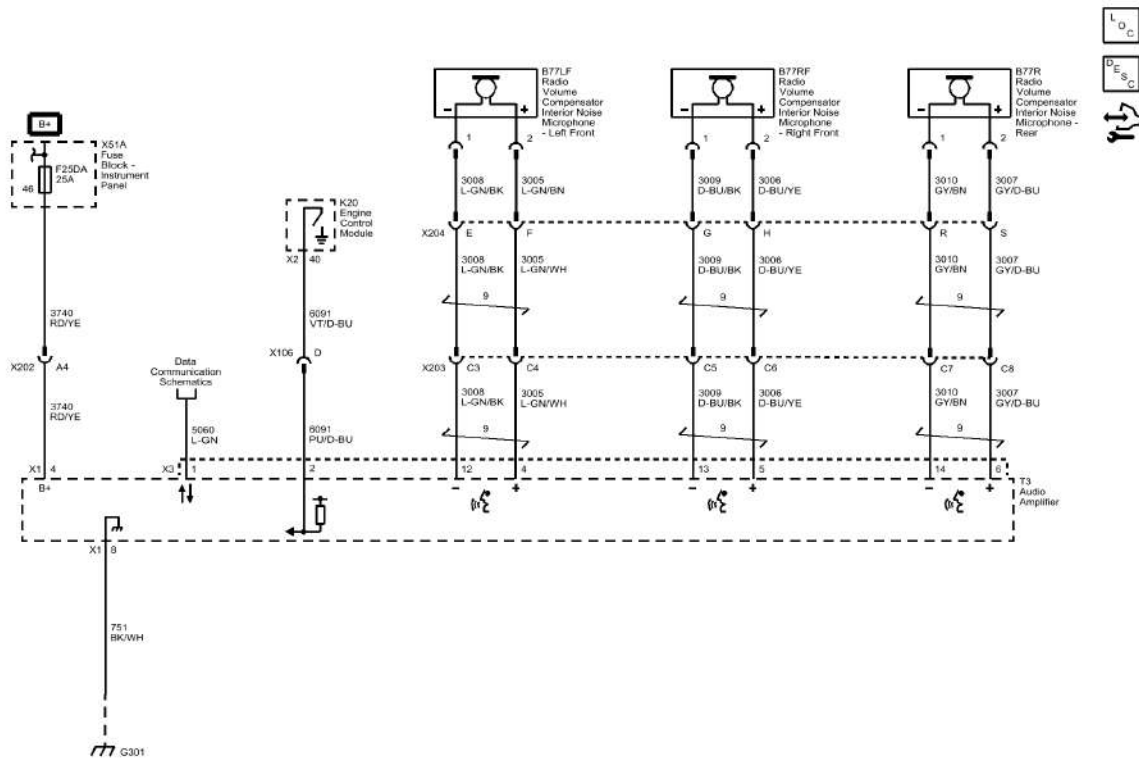 L
O
C
D
E
S
C
B77LF
Radio
Volume
Compensator
Interior Noise
Microphone
- Left Front
B77RF
Radio
Volume
Compensator
Interior Noise
Microphone
- Right Front
B77R
Radio
Volume
Compensator
Interior Noise
Microphone -
Rear
- +
- +
- +
1 2
1 2
1 2
B+
X51A
Fuse
Block -
Instrument
Panel
F25DA
25A
46
3008
L-GN/BK
3005
L-GN/BN
3009
D-BU/BK
3006
D-BU/YE
3010
GY/BN
3007
GY/D-BU
K20
Engine
Control
Module
X2 40
X204 E F G H R S
3008
L-GN/BK
3005
L-GN/WH
3009
D-BU/BK
3006
D-BU/YE
3010
GY/BN
3007
GY/D-BU
9 9 9
3740
RD/YE
6091
VT/D-BU
X202 A4
Data
Communication
Schematics
X106 D
X203 C3 C4 C5 C6 C7 C8
3740
RD/YE
5060
L-GN
6091
PU/D-BU
3008
L-GN/BK
3005
L-GN/WH
3009
D-BU/BK
3006
D-BU/YE
3010
GY/BN
3007
GY/D-BU
9 9 9
X1 4 X3 1 2 12 4 13 5 14 6
B+ - + - + - +
T3
Audio
Amplifier
X1 8
751
BK/WH
G301